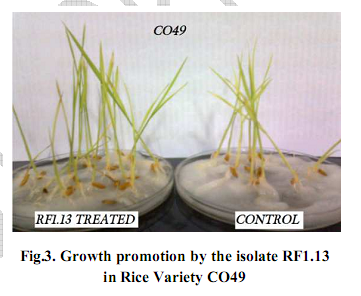 CO49
RF1.13 TREATED
CONTROL
Fig.3. Growth promotion by the isolate RF1.13
in Rice Variety CO49